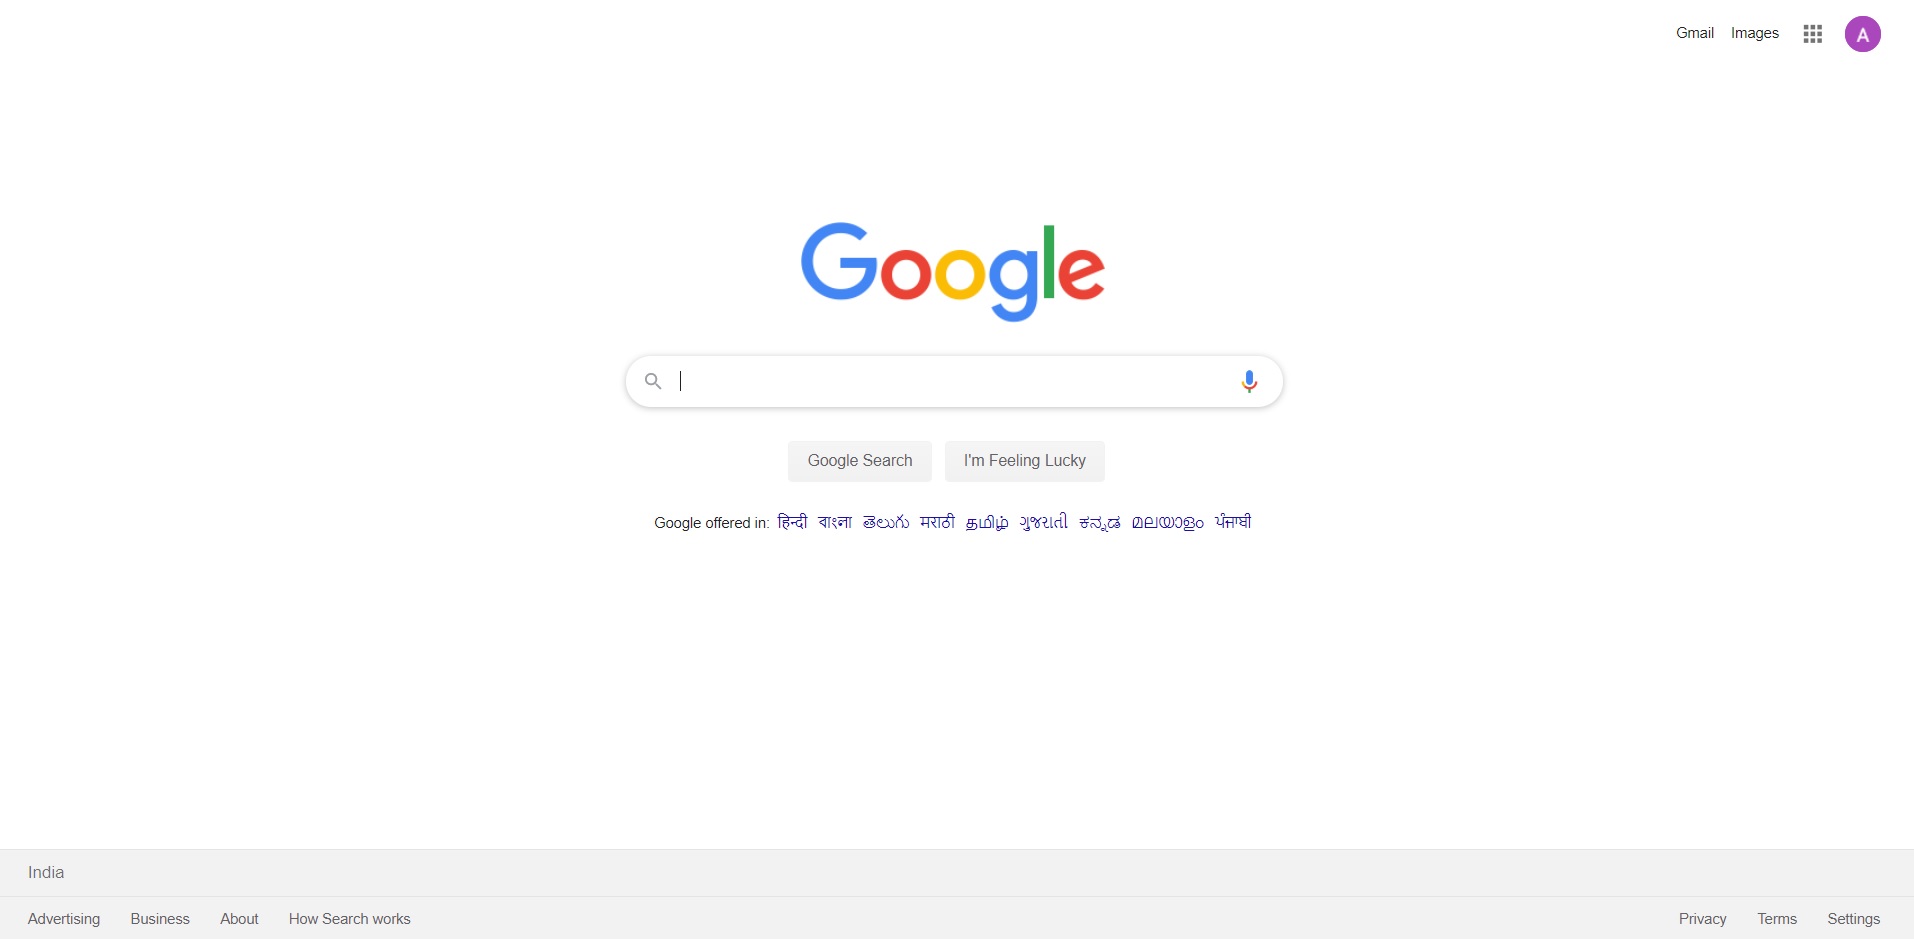 Gmail Images A
Google
Google Search I'm Feeling Lucky
Google offered in: हिन्दी বাংলা తెలుగు मराठी தமிழ் ગુજરાતી ಕನ್ನಡ മലയാളം ਪੰਜਾਬੀ
India
Advertising Business About How Search works Privacy Terms Settings